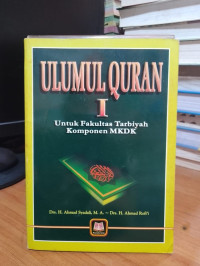 ULUMUL QURAN
I
Untuk Fakultas Tarbiyah
Komponen MKDK
Drs. H. Ahmad Syadali, M. A. - Drs. H. Ahmad Rofi'i